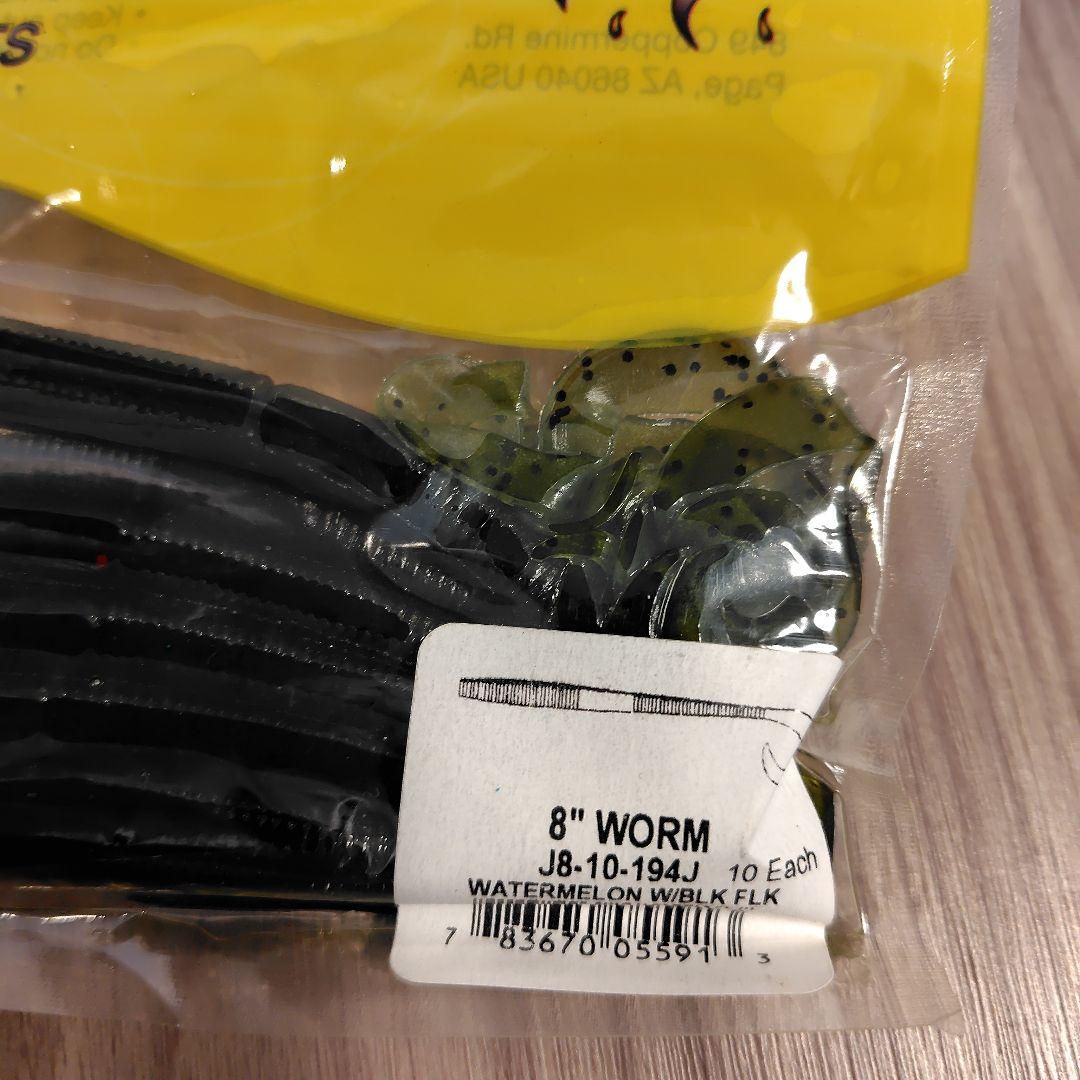 849 Coppermine Rd.
Page, AZ 86040 USA
8" WORM
J8-10-194J 10 Each
WATERMELON W/BLK FLK
7 83670 05591 3